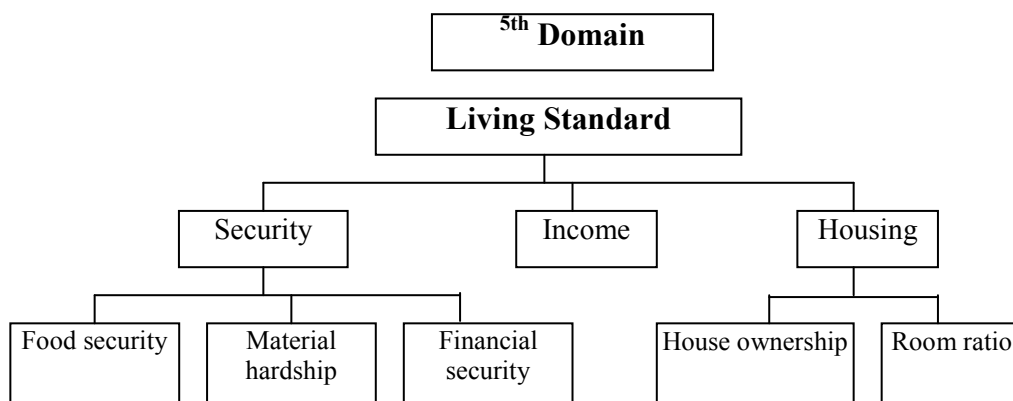 5th Domain
Living Standard
Security
Income
Housing
Food security
Material
hardship
Financial
security
House ownership
Room ratio